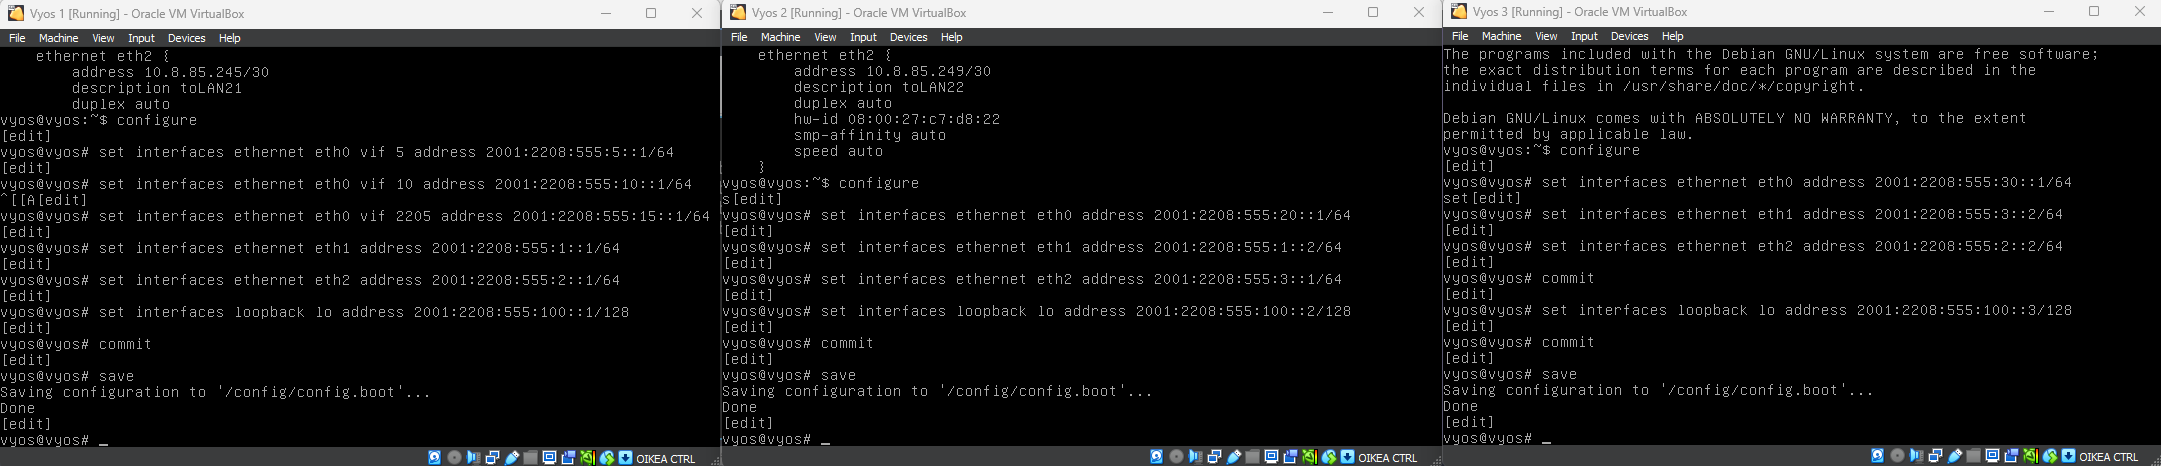 Vyos 1 [Running] - Oracle VM VirtualBox
File Machine View Input Devices Help
    ethernet eth2 {
        address 10.8.85.245/30
        description toLAN21
        duplex auto
vyos@vyos:~$ configure
[edit]
vyos@vyos# set interfaces ethernet eth0 vif 5 address 2001:2208:555:5::1/64
[edit]
vyos@vyos# set interfaces ethernet eth0 vif 10 address 2001:2208:555:10::1/64
^[[A[edit]
vyos@vyos# set interfaces ethernet eth0 vif 2205 address 2001:2208:555:15::1/64
[edit]
vyos@vyos# set interfaces ethernet eth1 address 2001:2208:555:1::1/64
[edit]
vyos@vyos# set interfaces ethernet eth2 address 2001:2208:555:2::1/64
[edit]
vyos@vyos# set interfaces loopback lo address 2001:2208:555:100::1/128
[edit]
vyos@vyos# commit
[edit]
vyos@vyos# save
Saving configuration to '/config/config.boot'...
Done
[edit]
vyos@vyos# _
OIKEA CTRL
Vyos 2 [Running] - Oracle VM VirtualBox
File Machine View Input Devices Help
    ethernet eth2 {
        address 10.8.85.249/30
        description toLAN22
        duplex auto
        hw-id 08:00:27:c7:d8:22
        smp-affinity auto
        speed auto
    }
vyos@vyos:~$ configure
s[edit]
vyos@vyos# set interfaces ethernet eth0 address 2001:2208:555:20::1/64
[edit]
vyos@vyos# set interfaces ethernet eth1 address 2001:2208:555:1::2/64
[edit]
vyos@vyos# set interfaces ethernet eth2 address 2001:2208:555:3::1/64
[edit]
vyos@vyos# set interfaces loopback lo address 2001:2208:555:100::2/128
[edit]
vyos@vyos# commit
[edit]
vyos@vyos# save
Saving configuration to '/config/config.boot'...
Done
[edit]
vyos@vyos# _
OIKEA CTRL
Vyos 3 [Running] - Oracle VM VirtualBox
File Machine View Input Devices Help
The programs included with the Debian GNU/Linux system are free software;
the exact distribution terms for each program are described in the
individual files in /usr/share/doc/*/copyright.
Debian GNU/Linux comes with ABSOLUTELY NO WARRANTY, to the extent
permitted by applicable law.
vyos@vyos:~$ configure
[edit]
vyos@vyos# set interfaces ethernet eth0 address 2001:2208:555:30::1/64
set[edit]
vyos@vyos# set interfaces ethernet eth1 address 2001:2208:555:3::2/64
[edit]
vyos@vyos# set interfaces ethernet eth2 address 2001:2208:555:2::2/64
[edit]
vyos@vyos# commit
[edit]
vyos@vyos# set interfaces loopback lo address 2001:2208:555:100::3/128
[edit]
vyos@vyos# commit
[edit]
vyos@vyos# save
Saving configuration to '/config/config.boot'...
Done
[edit]
vyos@vyos# _
OIKEA CTRL